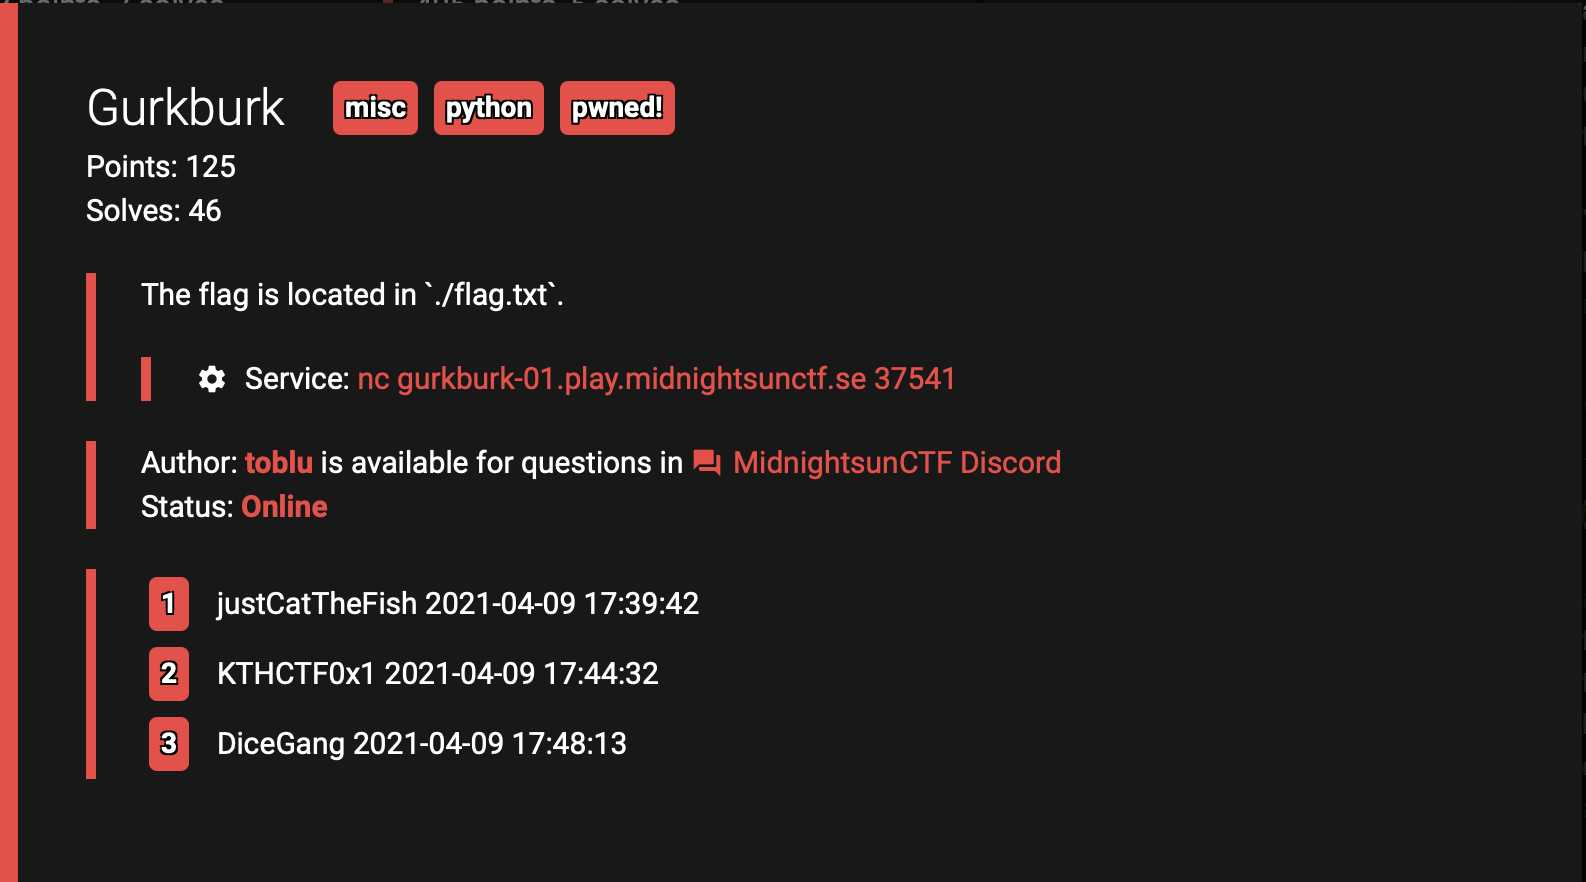 Gurkburk misc python pwned!
Points: 125
Solves: 46
The flag is located in `./flag.txt`.
Service: nc gurkburk-01.play.midnightsunctf.se 37541
Author: toblu is available for questions in MidnightsunCTF Discord
Status: Online
1 justCatTheFish 2021-04-09 17:39:42
2 KTHCTF0x1 2021-04-09 17:44:32
3 DiceGang 2021-04-09 17:48:13